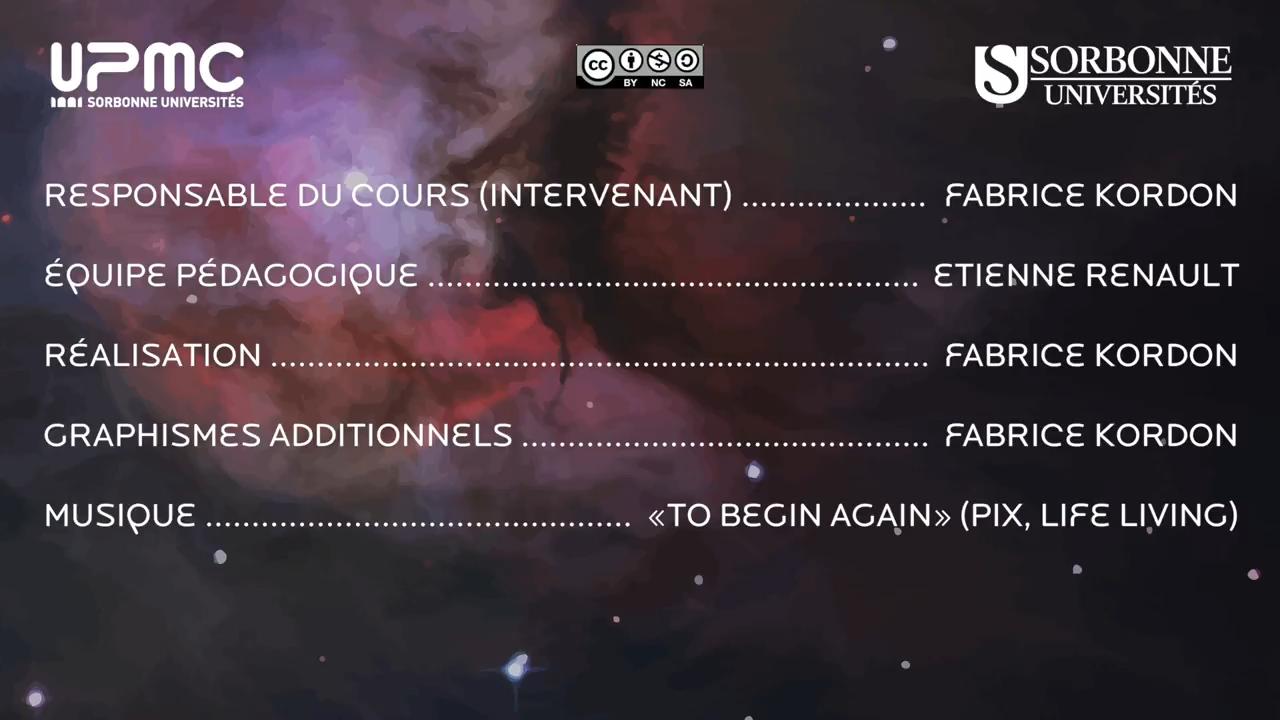 UPMC
SORBONNE UNIVERSITÉS
cc
BY NC SA
SORBONNE
UNIVERSITÉS
RESPONSABLE DU COURS (INTERVENANT) .................... FABRICE KORDON
ÉQUIPE PÉDAGOGIQUE ..................................................... ETIENNE RENAULT
RÉALISATION ....................................................................... FABRICE KORDON
GRAPHISMES ADDITIONNELS ............................................ FABRICE KORDON
MUSIQUE .............................................. «TO BEGIN AGAIN» (PIX, LIFE LIVING)